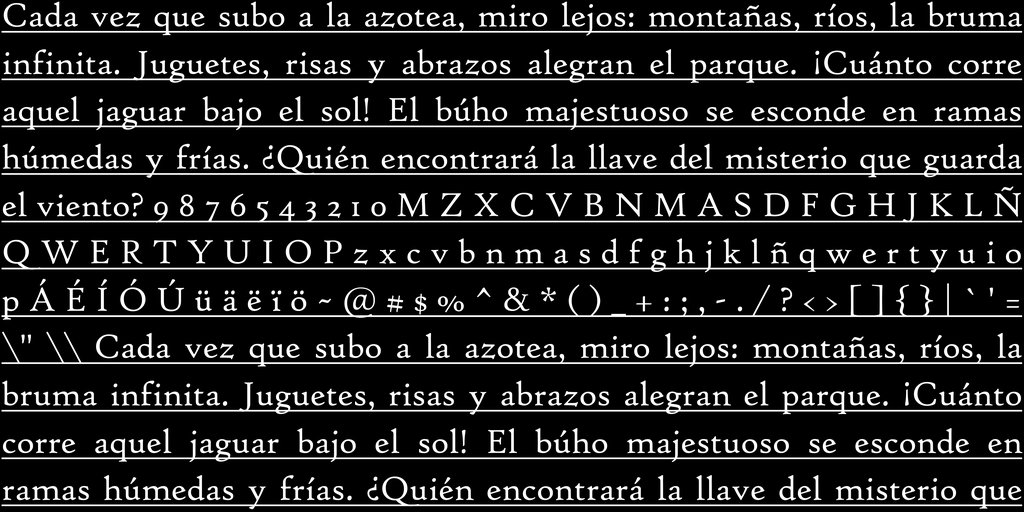 Cada vez que subo a la azotea, miro lejos: montañas, ríos, la bruma
infinita. Juguetes, risas y abrazos alegran el parque. ¡Cuánto corre
aquel jaguar bajo el sol! El búho majestuoso se esconde en ramas
húmedas y frías. ¿Quién encontrará la llave del misterio que guarda
el viento? 9 8 7 6 5 4 3 2 1 0 M Z X C V B N M A S D F G H J K L Ñ
Q W E R T Y U I O P z x c v b n m a s d f g h j k l ñ q w e r t y u i o
p Á É Í Ó Ú ü ä ë ï ö ~ @ # $ % ^ & * ( ) _ + : ; , - . / ? < > [ ] { } | ` ' =
\" \\ Cada vez que subo a la azotea, miro lejos: montañas, ríos, la
bruma infinita. Juguetes, risas y abrazos alegran el parque. ¡Cuánto
corre aquel jaguar bajo el sol! El búho majestuoso se esconde en
ramas húmedas y frías. ¿Quién encontrará la llave del misterio que